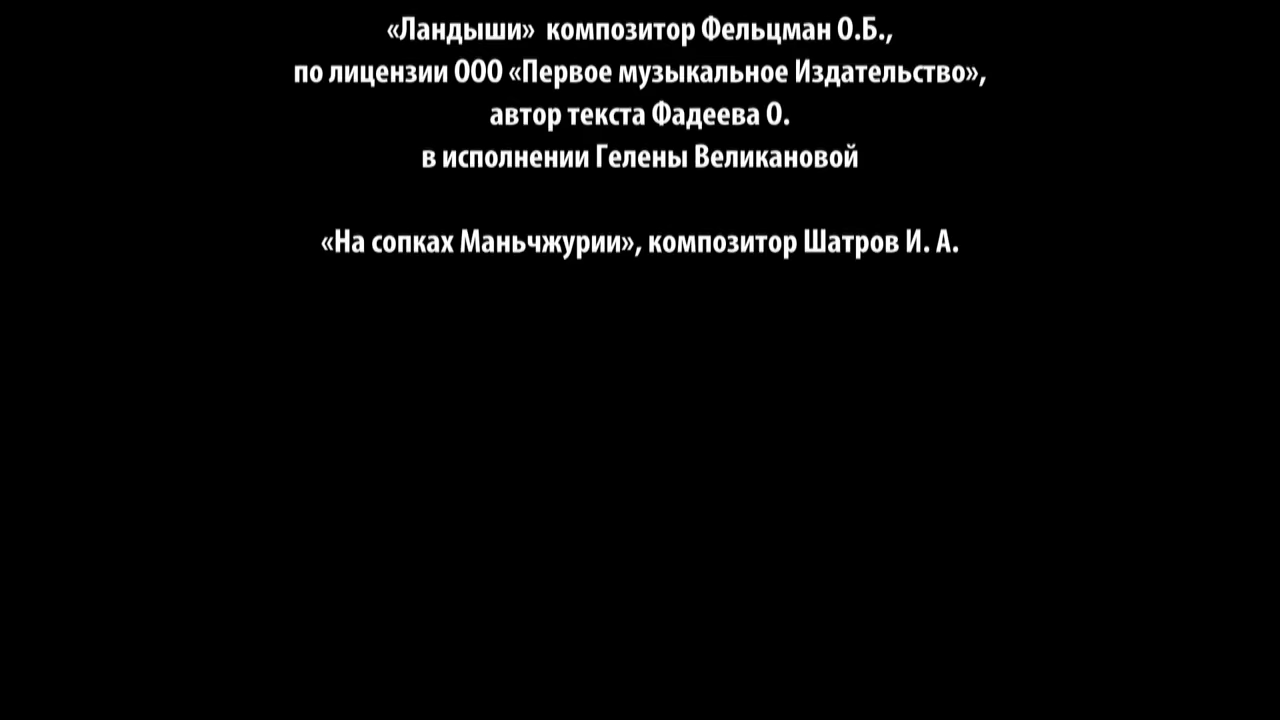 «Ландыши»  композитор Фельцман О.Б.,
по лицензии ООО «Первое музыкальное Издательство»,
автор текста Фадеева О.
в исполнении Гелены Великановой
«На сопках Маньчжурии», композитор Шатров И. А.